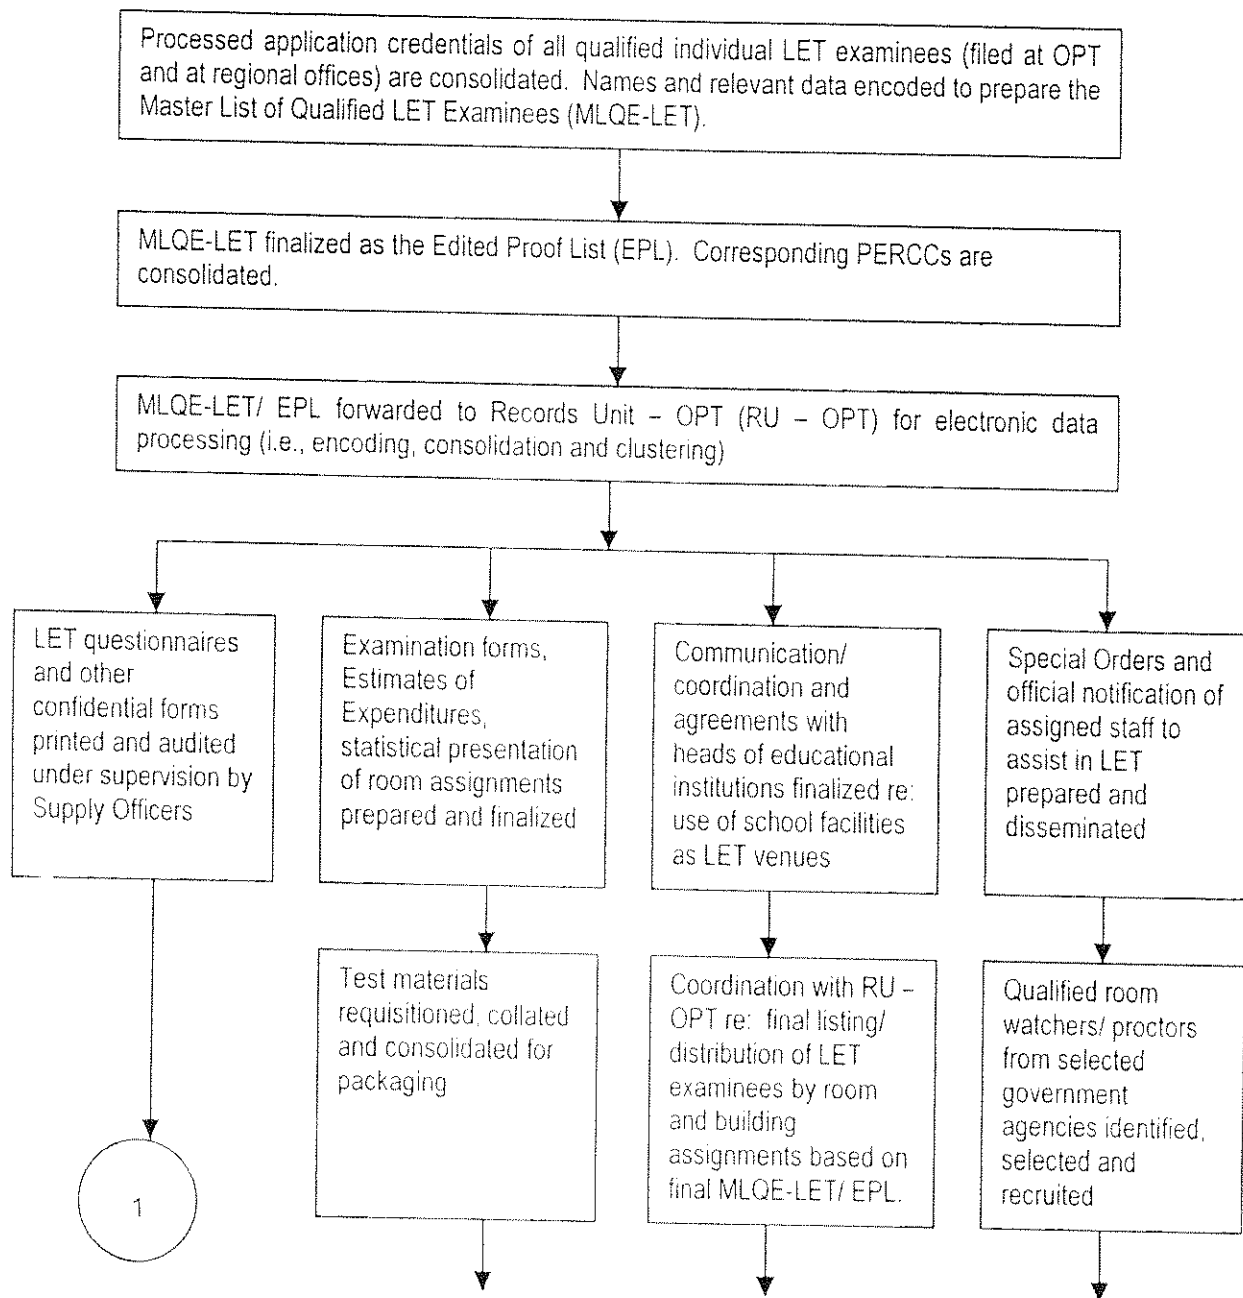 Processed application credentials of all qualified individual LET examinees (filed at OPT
and at regional offices) are consolidated. Names and relevant data encoded to prepare the
Master List of Qualified LET Examinees (MLQE-LET).
MLQE-LET finalized as the Edited Proof List (EPL). Corresponding PERCCs are
consolidated.
MLQE-LET/ EPL forwarded to Records Unit – OPT (RU – OPT) for electronic data
processing (i.e., encoding, consolidation and clustering)
LET questionnaires
and other
confidential forms
printed and audited
under supervision by
Supply Officers
Examination forms,
Estimates of
Expenditures,
statistical presentation
of room assignments
prepared and finalized
Communication/
coordination and
agreements with
heads of educational
institutions finalized re:
use of school facilities
as LET venues
Special Orders and
official notification of
assigned staff to
assist in LET
prepared and
disseminated
Test materials
requisitioned, collated
and consolidated for
packaging
Coordination with RU –
OPT re: final listing/
distribution of LET
examinees by room
and building
assignments based on
final MLQE-LET/ EPL.
Qualified room
watchers/ proctors
from selected
government
agencies identified,
selected and
recruited
1